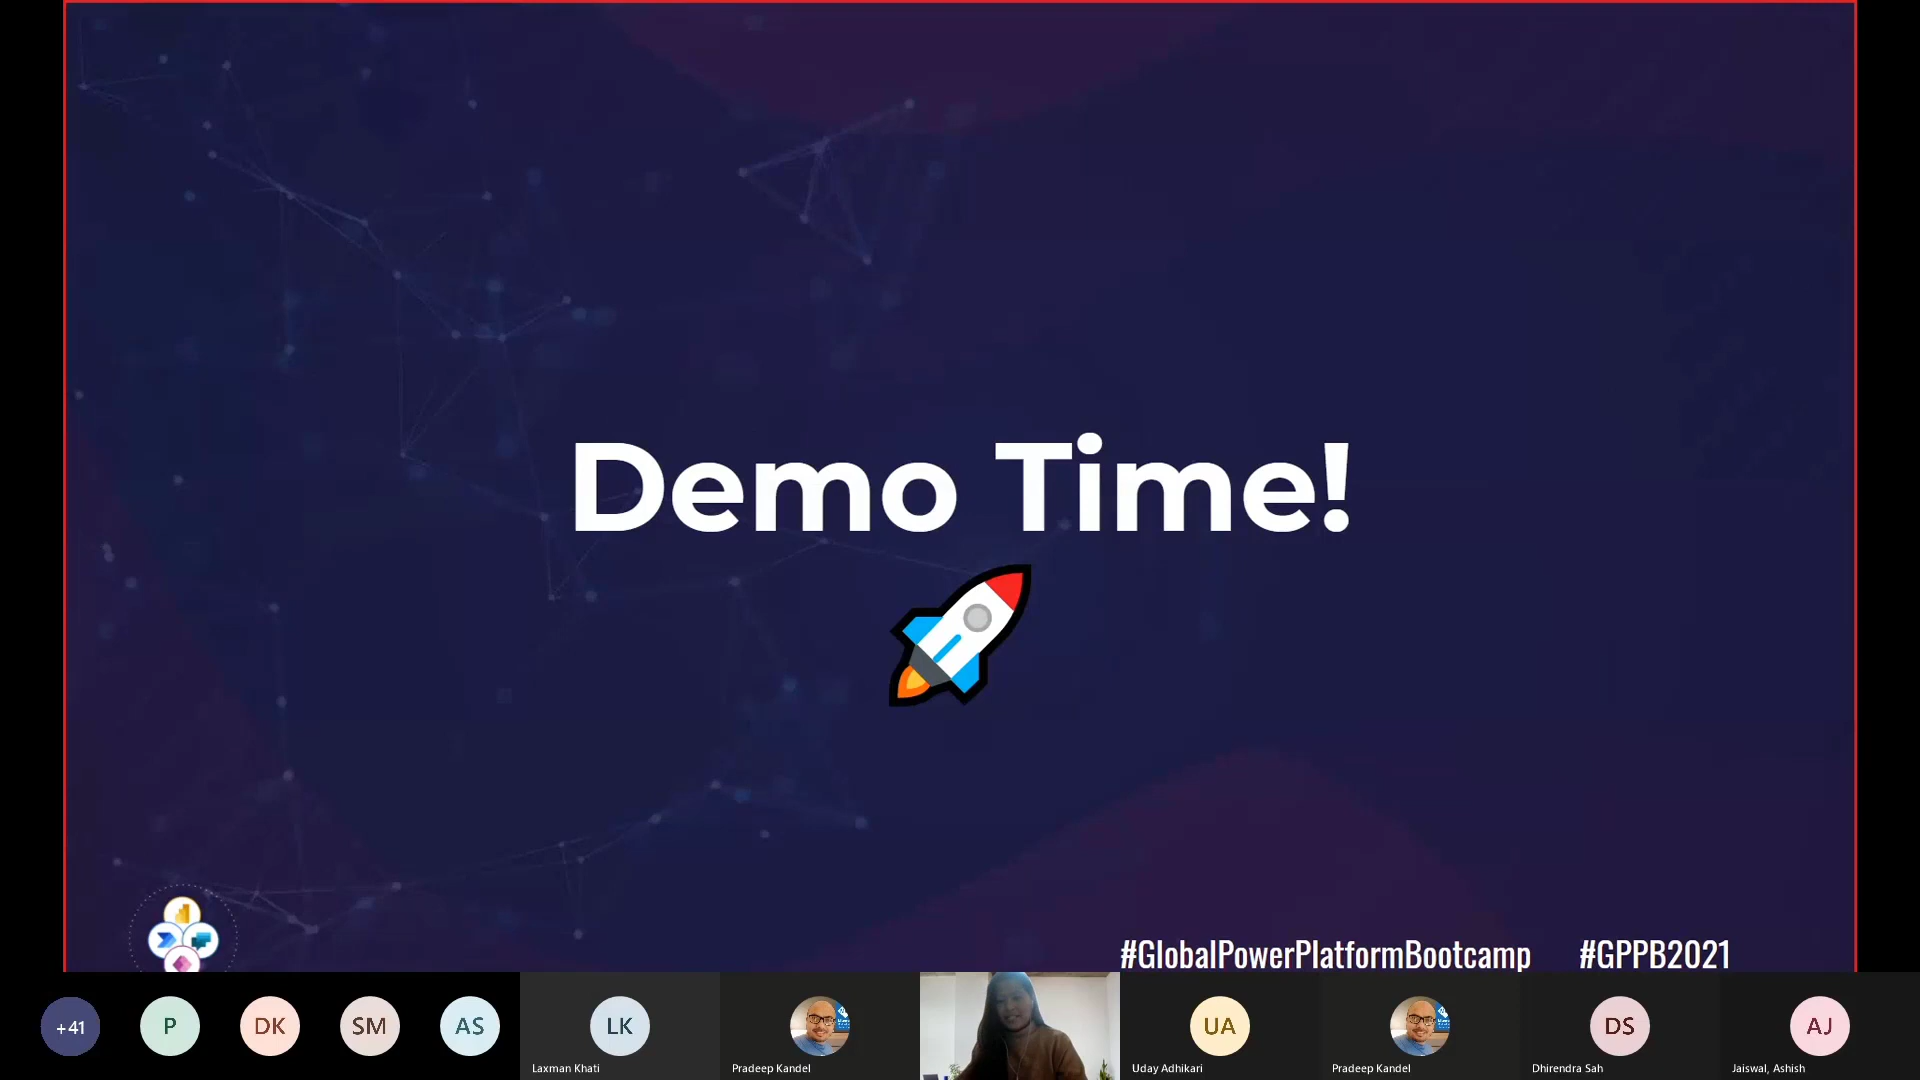 Demo Time!
#GlobalPowerPlatformBootcamp #GPPB2021
+41 P DK SM AS LK UA DS AJ
Laxman Khati Pradeep Kandel Uday Adhikari Pradeep Kandel Dhirendra Sah Jaiswal, Ashish